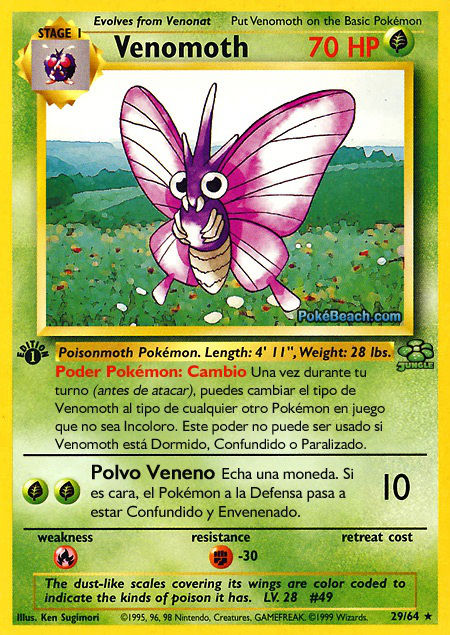 Evolves from Venonat Put Venomoth on the Basic Pokémon
STAGE 1
Venomoth 70 HP
PokéBeach.com
EDITION 1
Poisonmoth Pokémon. Length: 4' 11", Weight: 28 lbs.
JUNGLE
Poder Pokémon: Cambio Una vez durante tu
turno (antes de atacar), puedes cambiar el tipo de
Venomoth al tipo de cualquier otro Pokémon en juego
que no sea Incoloro. Este poder no puede ser usado si
Venomoth está Dormido, Confundido o Paralizado.
Polvo Veneno Echa una moneda. Si
es cara, el Pokémon a la Defensa pasa a
estar Confundido y Envenenado.
10
weakness resistance retreat cost
-30
The dust-like scales covering its wings are color coded to
indicate the kinds of poison it has. LV. 28 #49
Illus. Ken Sugimori ©1995, 96, 98 Nintendo, Creatures, GAMEFREAK. ©1999 Wizards. 29/64 ★